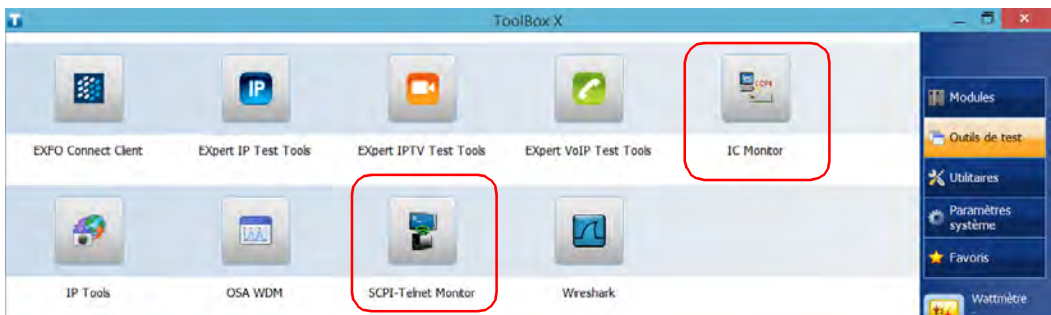 ToolBox X
EXFO Connect Client
EXpert IP Test Tools
EXpert IPTV Test Tools
EXpert VoIP Test Tools
IC Monitor
IP Tools
OSA WDM
SCPI-Telnet Monitor
Wireshark
Modules
Outils de test
Utilitaires
Paramètres
système
Favoris
Wattmètre
IP